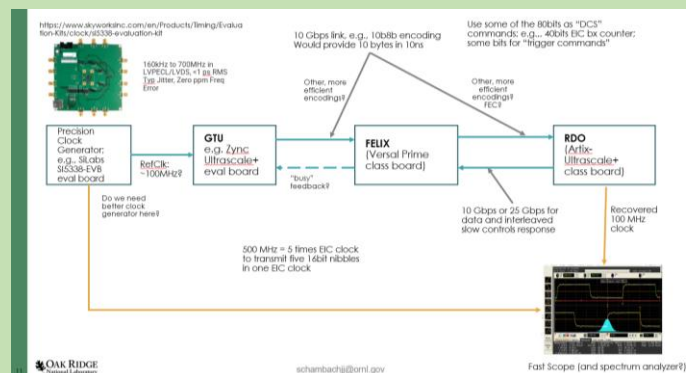 https://www.skyworksinc.com/en/Products/Timing/Evalua
tion-Kits/clock/si5338-evaluation-kit
160kHz to 700MHz in
LVPECL/LVDS, <1 ps RMS
Typ Jitter, Zero ppm Freq
Error
10 Gbps link, e.g., 10b8b encoding
Would provide 10 bytes in 10ns
Use some of the 80bits as "DCS"
commands; e.g., 40bits EIC bx counter;
some bits for "trigger commands"
Other, more
efficient
encodings?
Other, more
efficient
encodings?
FEC?
Precision
Clock
Generator;
e.g., SiLabs
SI5338-EVB
eval board
RefClk:
~100MHz?
GTU
e.g. Zync
Ultrascale+
eval board
FELIX
(Versal Prime
class board)
RDO
(Artix-
Ultrascale+
class board)
"busy"
feedback?
Do we need
better clock
generator here?
10 Gbps or 25 Gbps for
data and interleaved
slow controls response
Recovered
100 MHz
clock
500 MHz = 5 times EIC clock
to transmit five 16bit nibbles
in one EIC clock
OAK RIDGE
National Laboratory
schambachjj@ornl.gov
Fast Scope (and spectrum analyzer?)